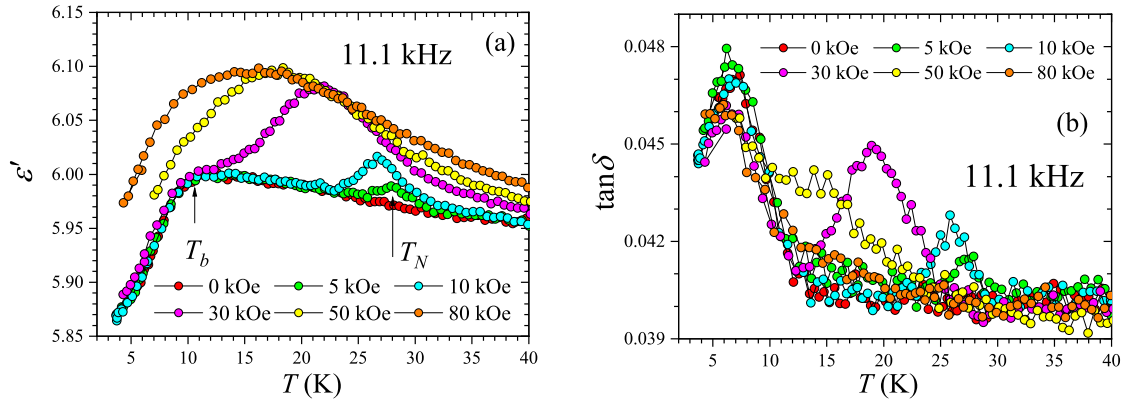 (a)
11.1 kHz
6.10
6.05
6.00
5.95
5.90
5.85
ε′
T_b
T_N
0 kOe 5 kOe 10 kOe
30 kOe 50 kOe 80 kOe
5 10 15 20 25 30 35 40
T (K)
0 kOe 5 kOe 10 kOe
30 kOe 50 kOe 80 kOe
(b)
11.1 kHz
0.048
0.045
0.042
0.039
tanδ
5 10 15 20 25 30 35 40
T (K)